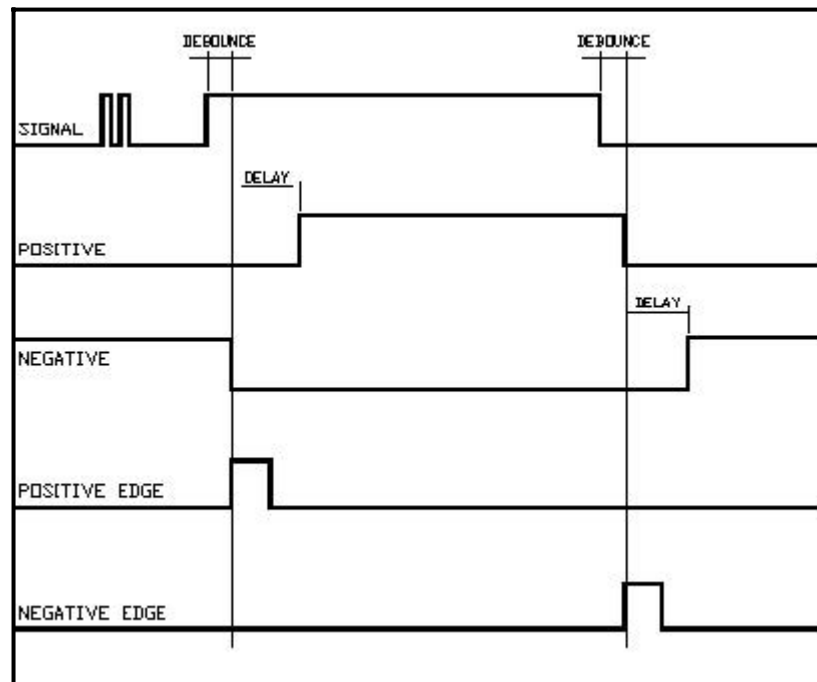 DEBOUNCE DEBOUNCE
SIGNAL
DELAY
POSITIVE
DELAY
NEGATIVE
POSITIVE EDGE
NEGATIVE EDGE